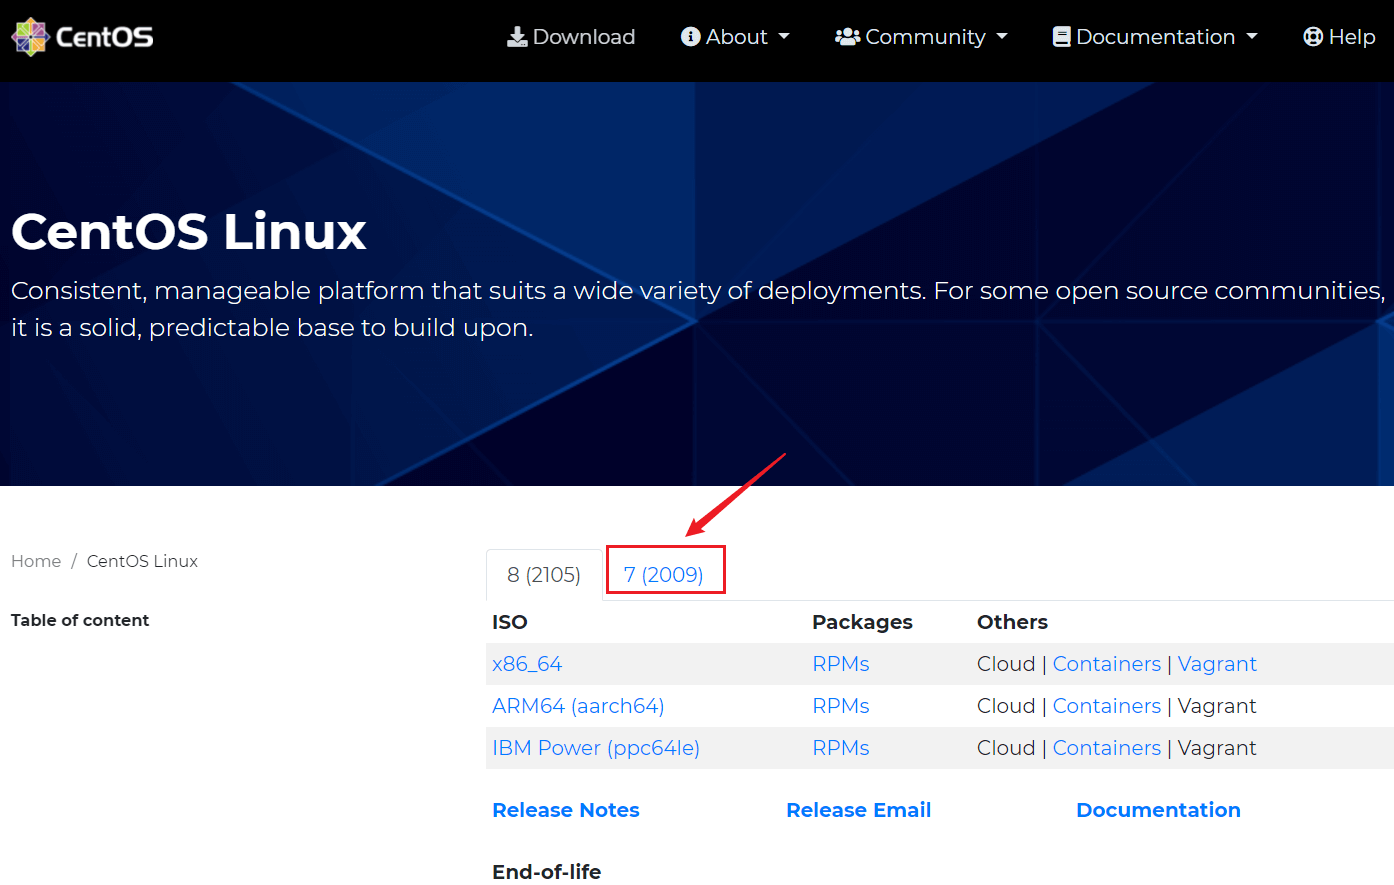 CentOS Download About Community Documentation Help
CentOS Linux
Consistent, manageable platform that suits a wide variety of deployments. For some open source communities,
it is a solid, predictable base to build upon.
Home / CentOS Linux
Table of content
8 (2105) 7 (2009)
ISO Packages Others
x86_64 RPMs Cloud | Containers | Vagrant
ARM64 (aarch64) RPMs Cloud | Containers | Vagrant
IBM Power (ppc64le) RPMs Cloud | Containers | Vagrant
Release Notes Release Email Documentation
End-of-life